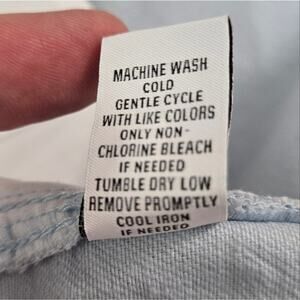 MACHINE WASH
COLD
GENTLE CYCLE
WITH LIKE COLORS
ONLY NON-
CHLORINE BLEACH
IF NEEDED
TUMBLE DRY LOW
REMOVE PROMPTLY
COOL IRON
IF NEEDED